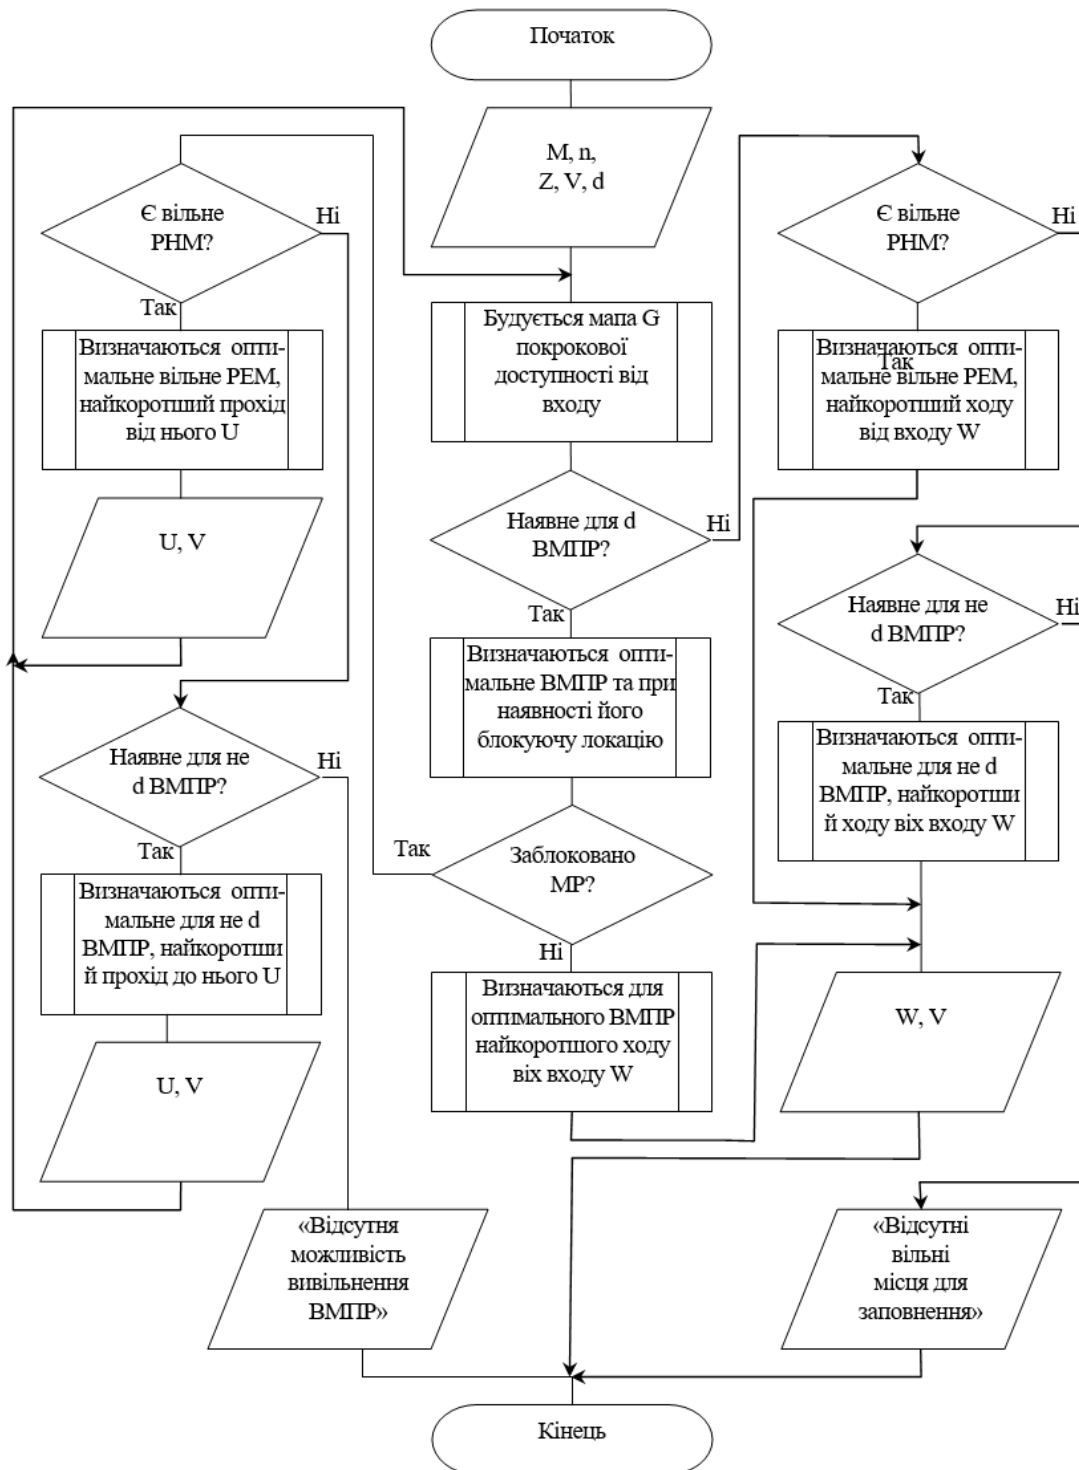 Початок
M, n,
Z, V, d
Є вільне
РНМ?
Ні
Так
Визначаються опти-
мальне вільне РЕМ,
найкоротший прохід
від нього U
U, V
Наявне для не
d ВМПР?
Ні
Так
Визначаються опти-
мальне для не d
ВМПР, найкоротши
й прохід до нього U
U, V
«Відсутня
можливість
вивільнення
ВМПР»
Будується мапа G
покрокової
доступності від
входу
Наявне для d
ВМПР?
Ні
Так
Визначаються опти-
мальне ВМПР та при
наявності його
блокуючу локацію
Так
Заблоковано
МР?
Ні
Визначаються для
оптимального ВМПР
найкоротшого ходу
віх входу W
Є вільне
РНМ?
Ні
Так
Визначаються опти-
мальне вільне РЕМ,
найкоротший ходу
від входу W
Наявне для не
d ВМПР?
Ні
Так
Визначаються опти-
мальне для не d
ВМПР, найкоротши
й ходу віх входу W
W, V
«Відсутні
вільні
місця для
заповнення»
Кінець